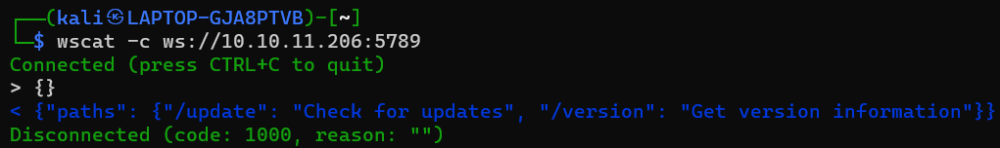 ┌──(kali㉿LAPTOP-GJA8PTVB)-[~]
└─$ wscat -c ws://10.10.11.206:5789
Connected (press CTRL+C to quit)
> {}
< {"paths": {"/update": "Check for updates", "/version": "Get version information"}}
Disconnected (code: 1000, reason: "")